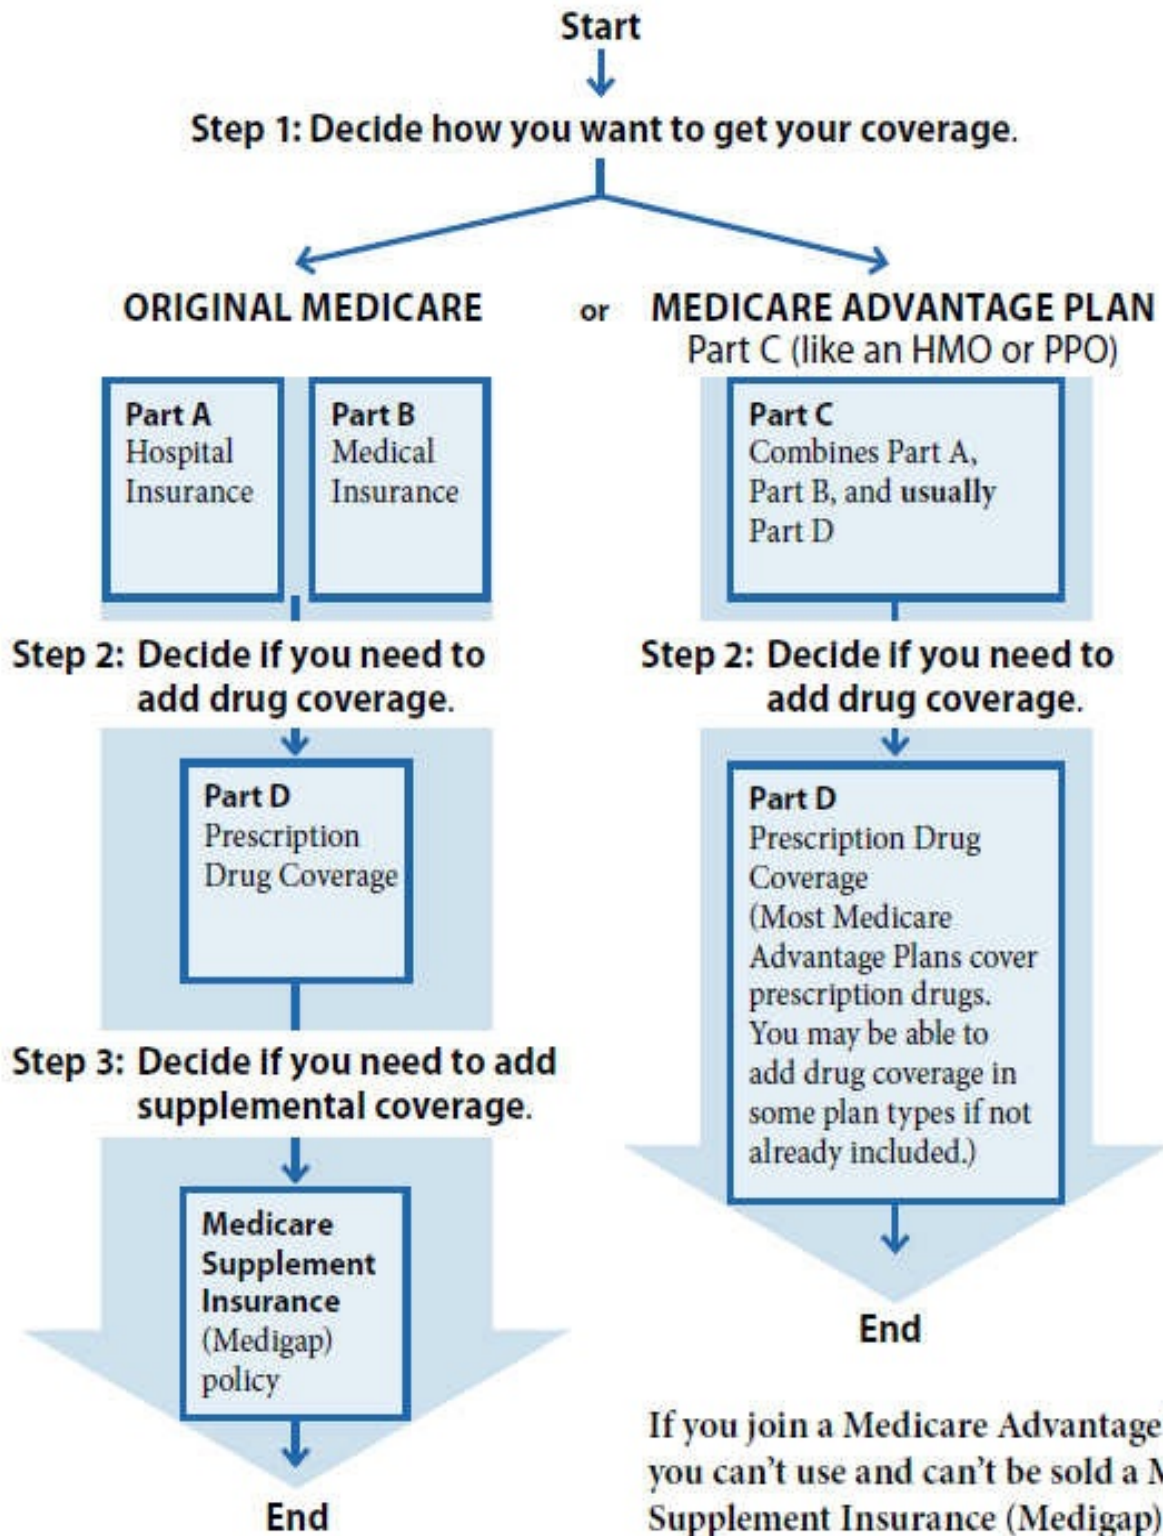 Start
Step 1: Decide how you want to get your coverage.
ORIGINAL MEDICARE or MEDICARE ADVANTAGE PLAN
Part C (like an HMO or PPO)
Part A
Hospital
Insurance
Part B
Medical
Insurance
Part C
Combines Part A,
Part B, and usually
Part D
Step 2: Decide if you need to
add drug coverage.
Part D
Prescription
Drug Coverage
Step 3: Decide if you need to add
supplemental coverage.
Medicare
Supplement
Insurance
(Medigap)
policy
End
Step 2: Decide if you need to
add drug coverage.
Part D
Prescription Drug
Coverage
(Most Medicare
Advantage Plans cover
prescription drugs.
You may be able to
add drug coverage in
some plan types if not
already included.)
End
If you join a Medicare Advantage
you can't use and can't be sold a
Supplement Insurance (Medigap)